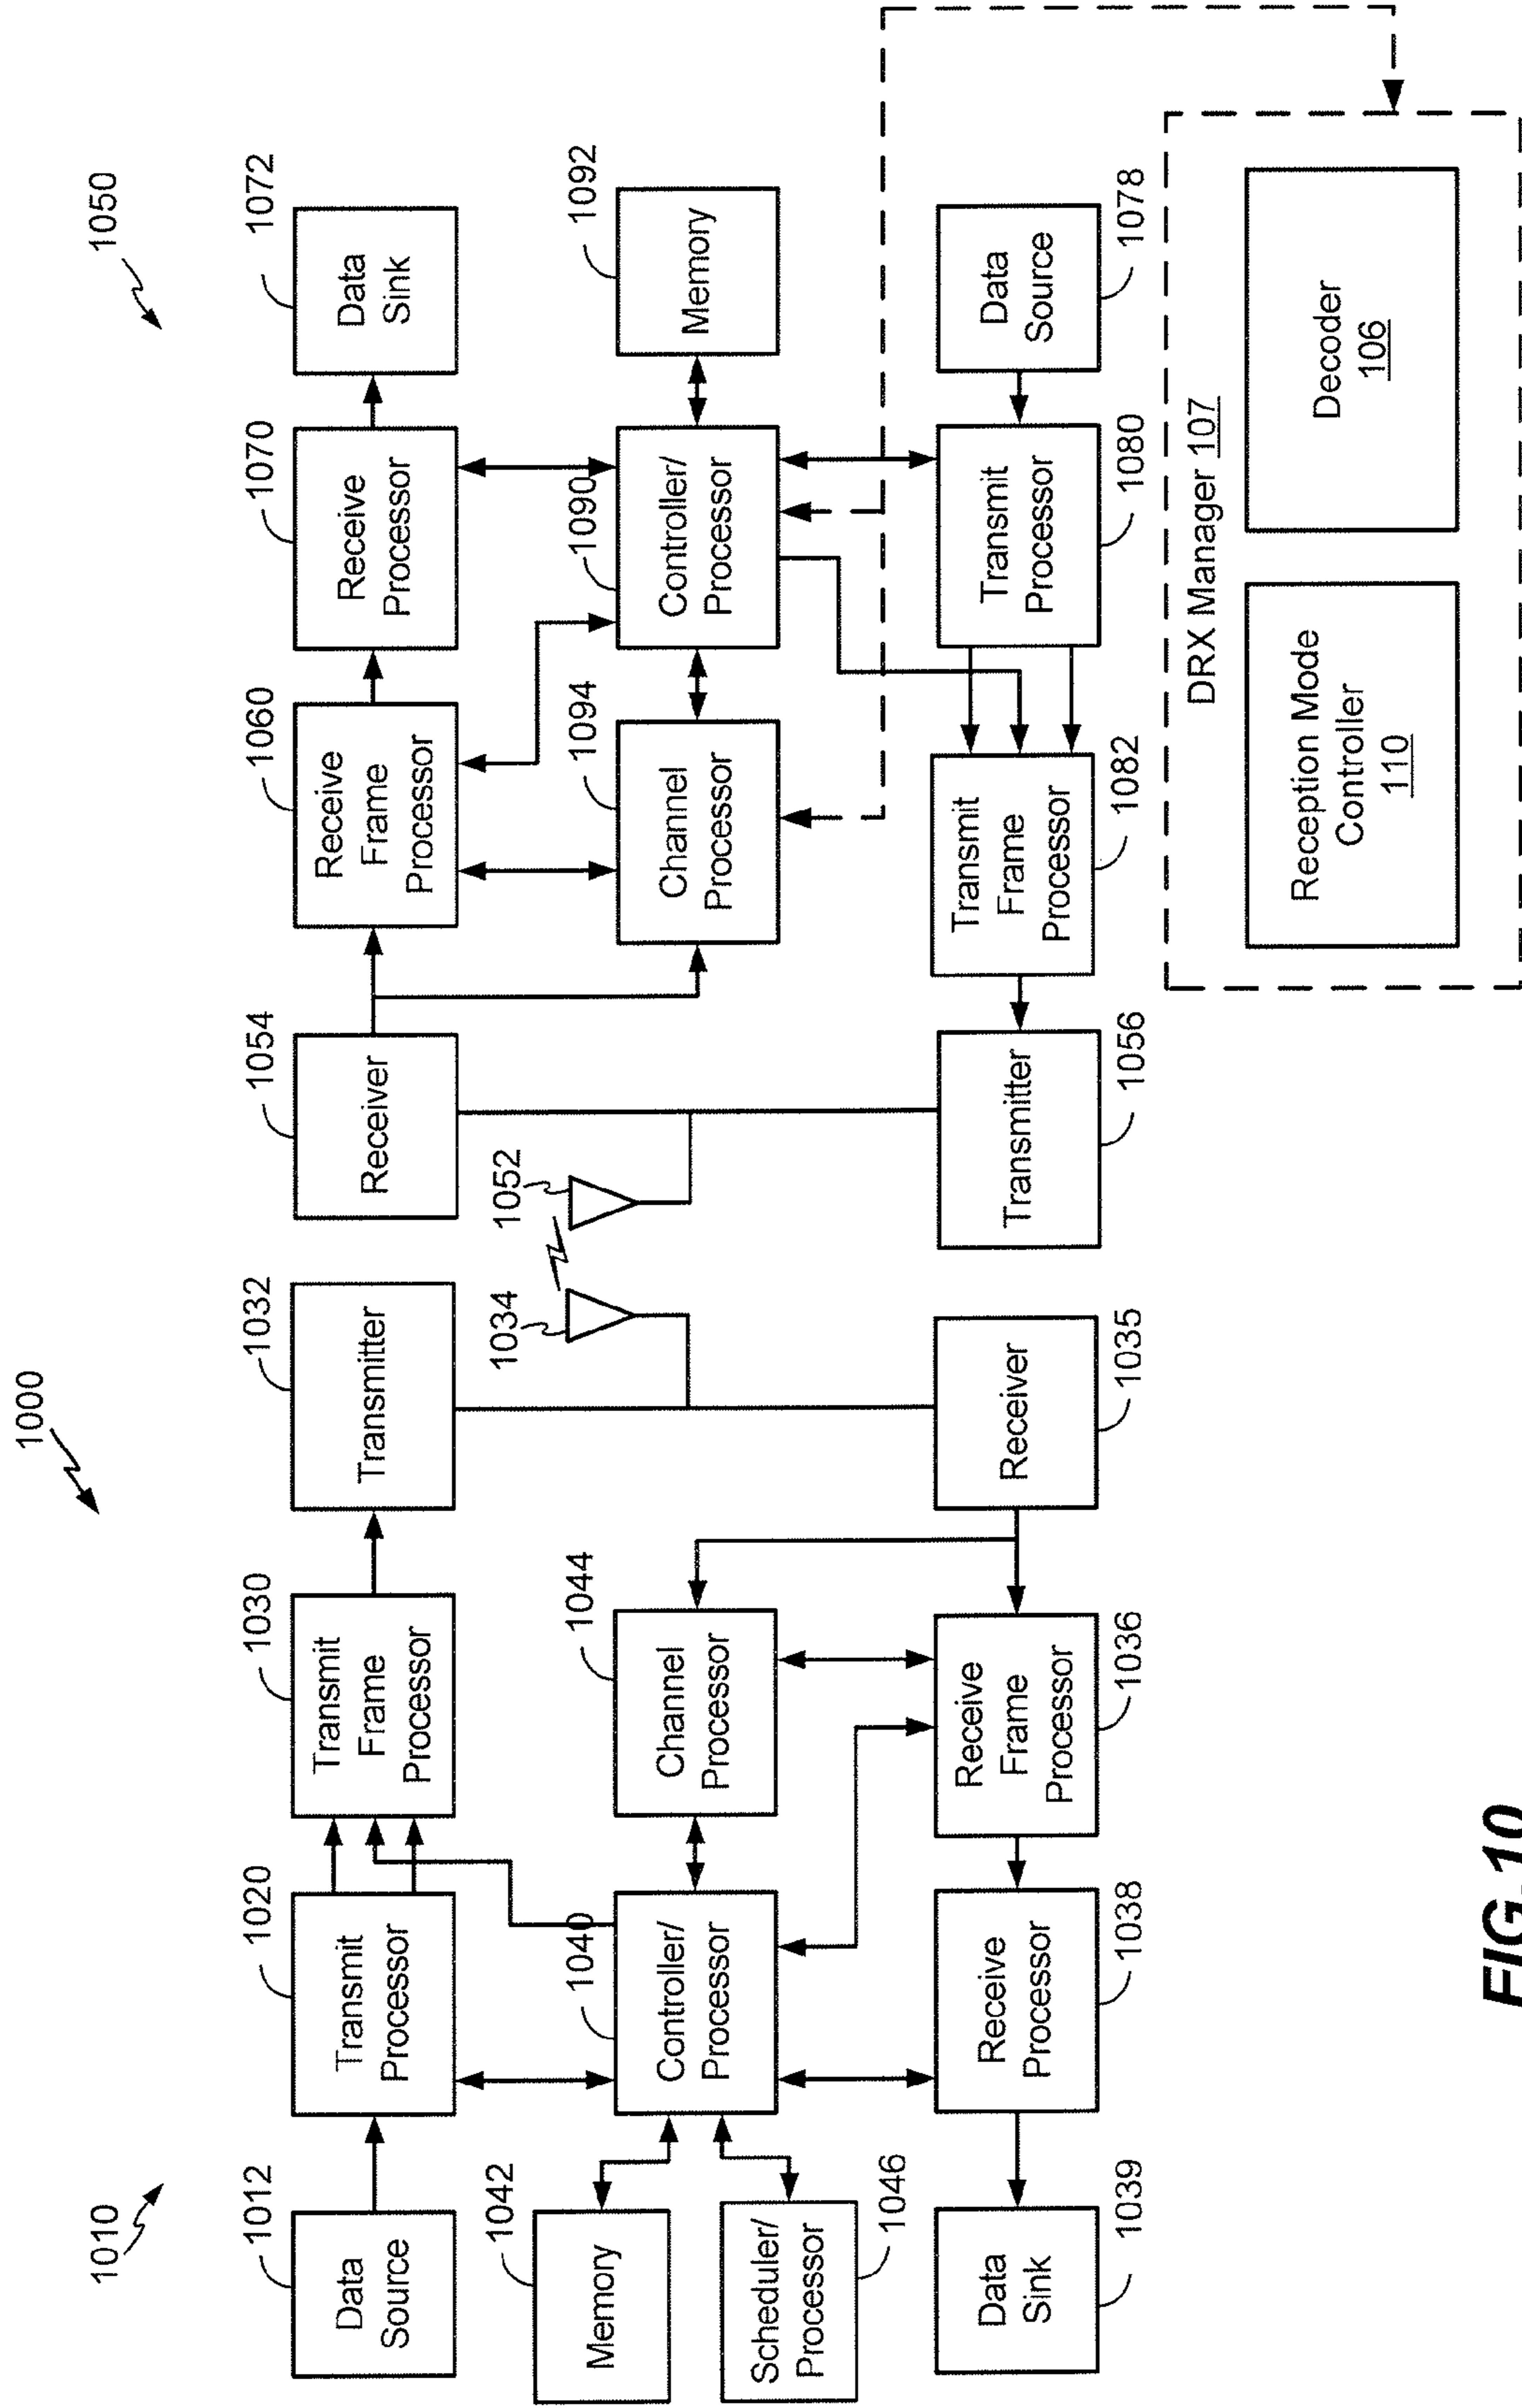 1000
1010
1050
1012
Data
Source
1020
Transmit
Processor
1030
Transmit
Frame
Processor
1032
Transmitter
1054
Receiver
1060
Receive
Frame
Processor
1070
Receive
Processor
1072
Data
Sink
1042
Memory
1040
Controller/
Processor
1044
Channel
Processor
1034
1052
1094
Channel
Processor
1090
Controller/
Processor
1092
Memory
Scheduler/
Processor
1046
Data
Sink
1039
Receive
Processor
1038
Receive
Frame
Processor
1036
Receiver
1035
Transmitter
1056
Transmit
Frame
Processor
1082
Transmit
Processor
1080
Data
Source
1078
DRX Manager 107
Reception Mode
Controller
110
Decoder
106
FIG. 10